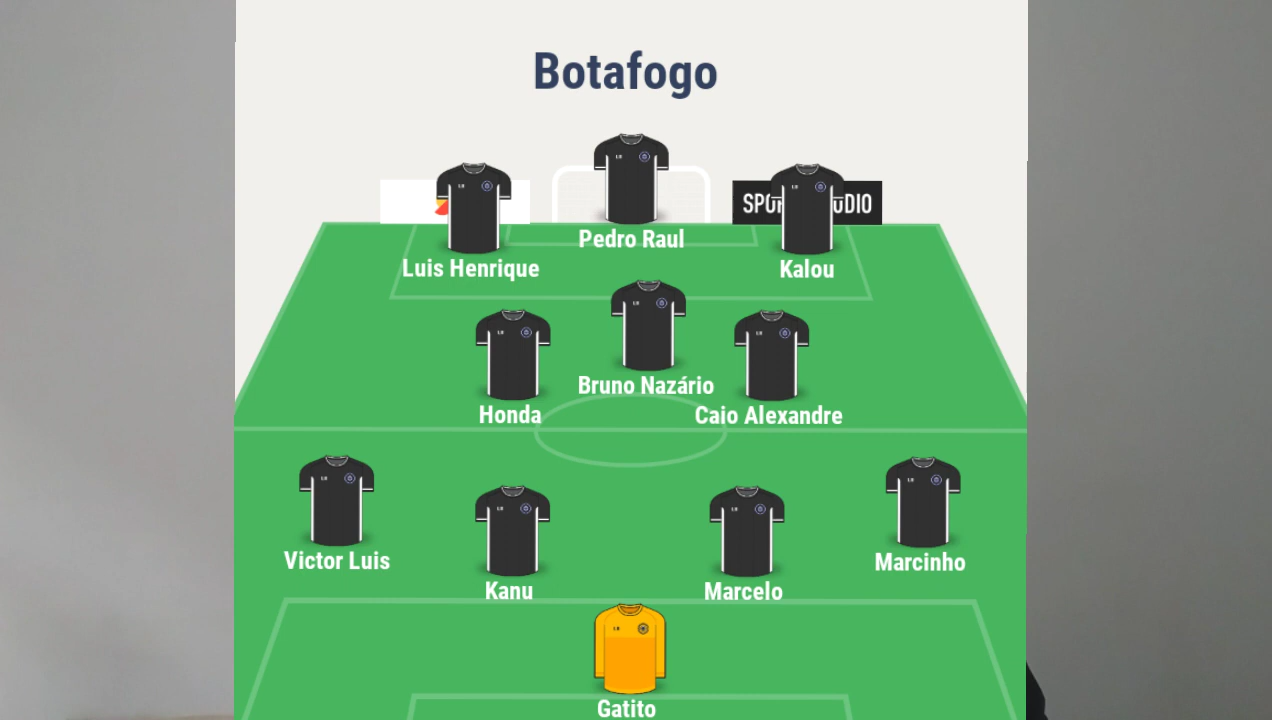 Botafogo
Pedro Raul
Luis Henrique
Kalou
Bruno Nazário
Honda
Caio Alexandre
Victor Luis
Kanu
Marcelo
Marcinho
Gatito